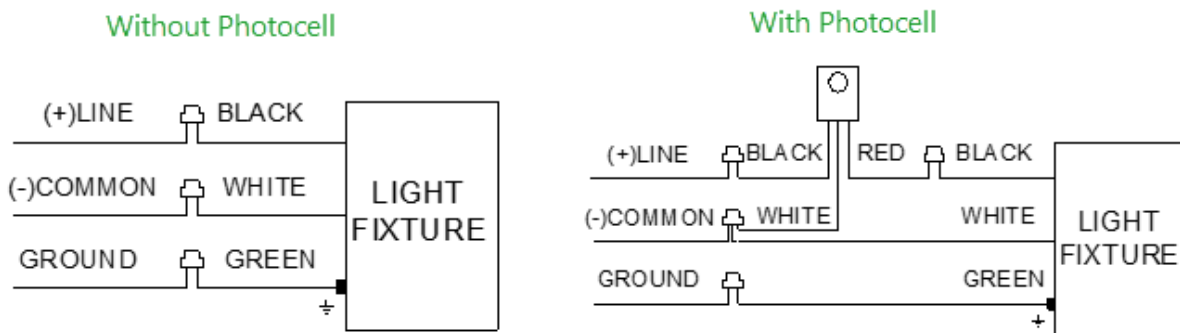 Without Photocell
(+)LINE BLACK
(-)COMMON WHITE
GROUND GREEN
LIGHT
FIXTURE
With Photocell
(+)LINE BLACK RED BLACK
(-)COMMON WHITE WHITE
GROUND GREEN
LIGHT
FIXTURE